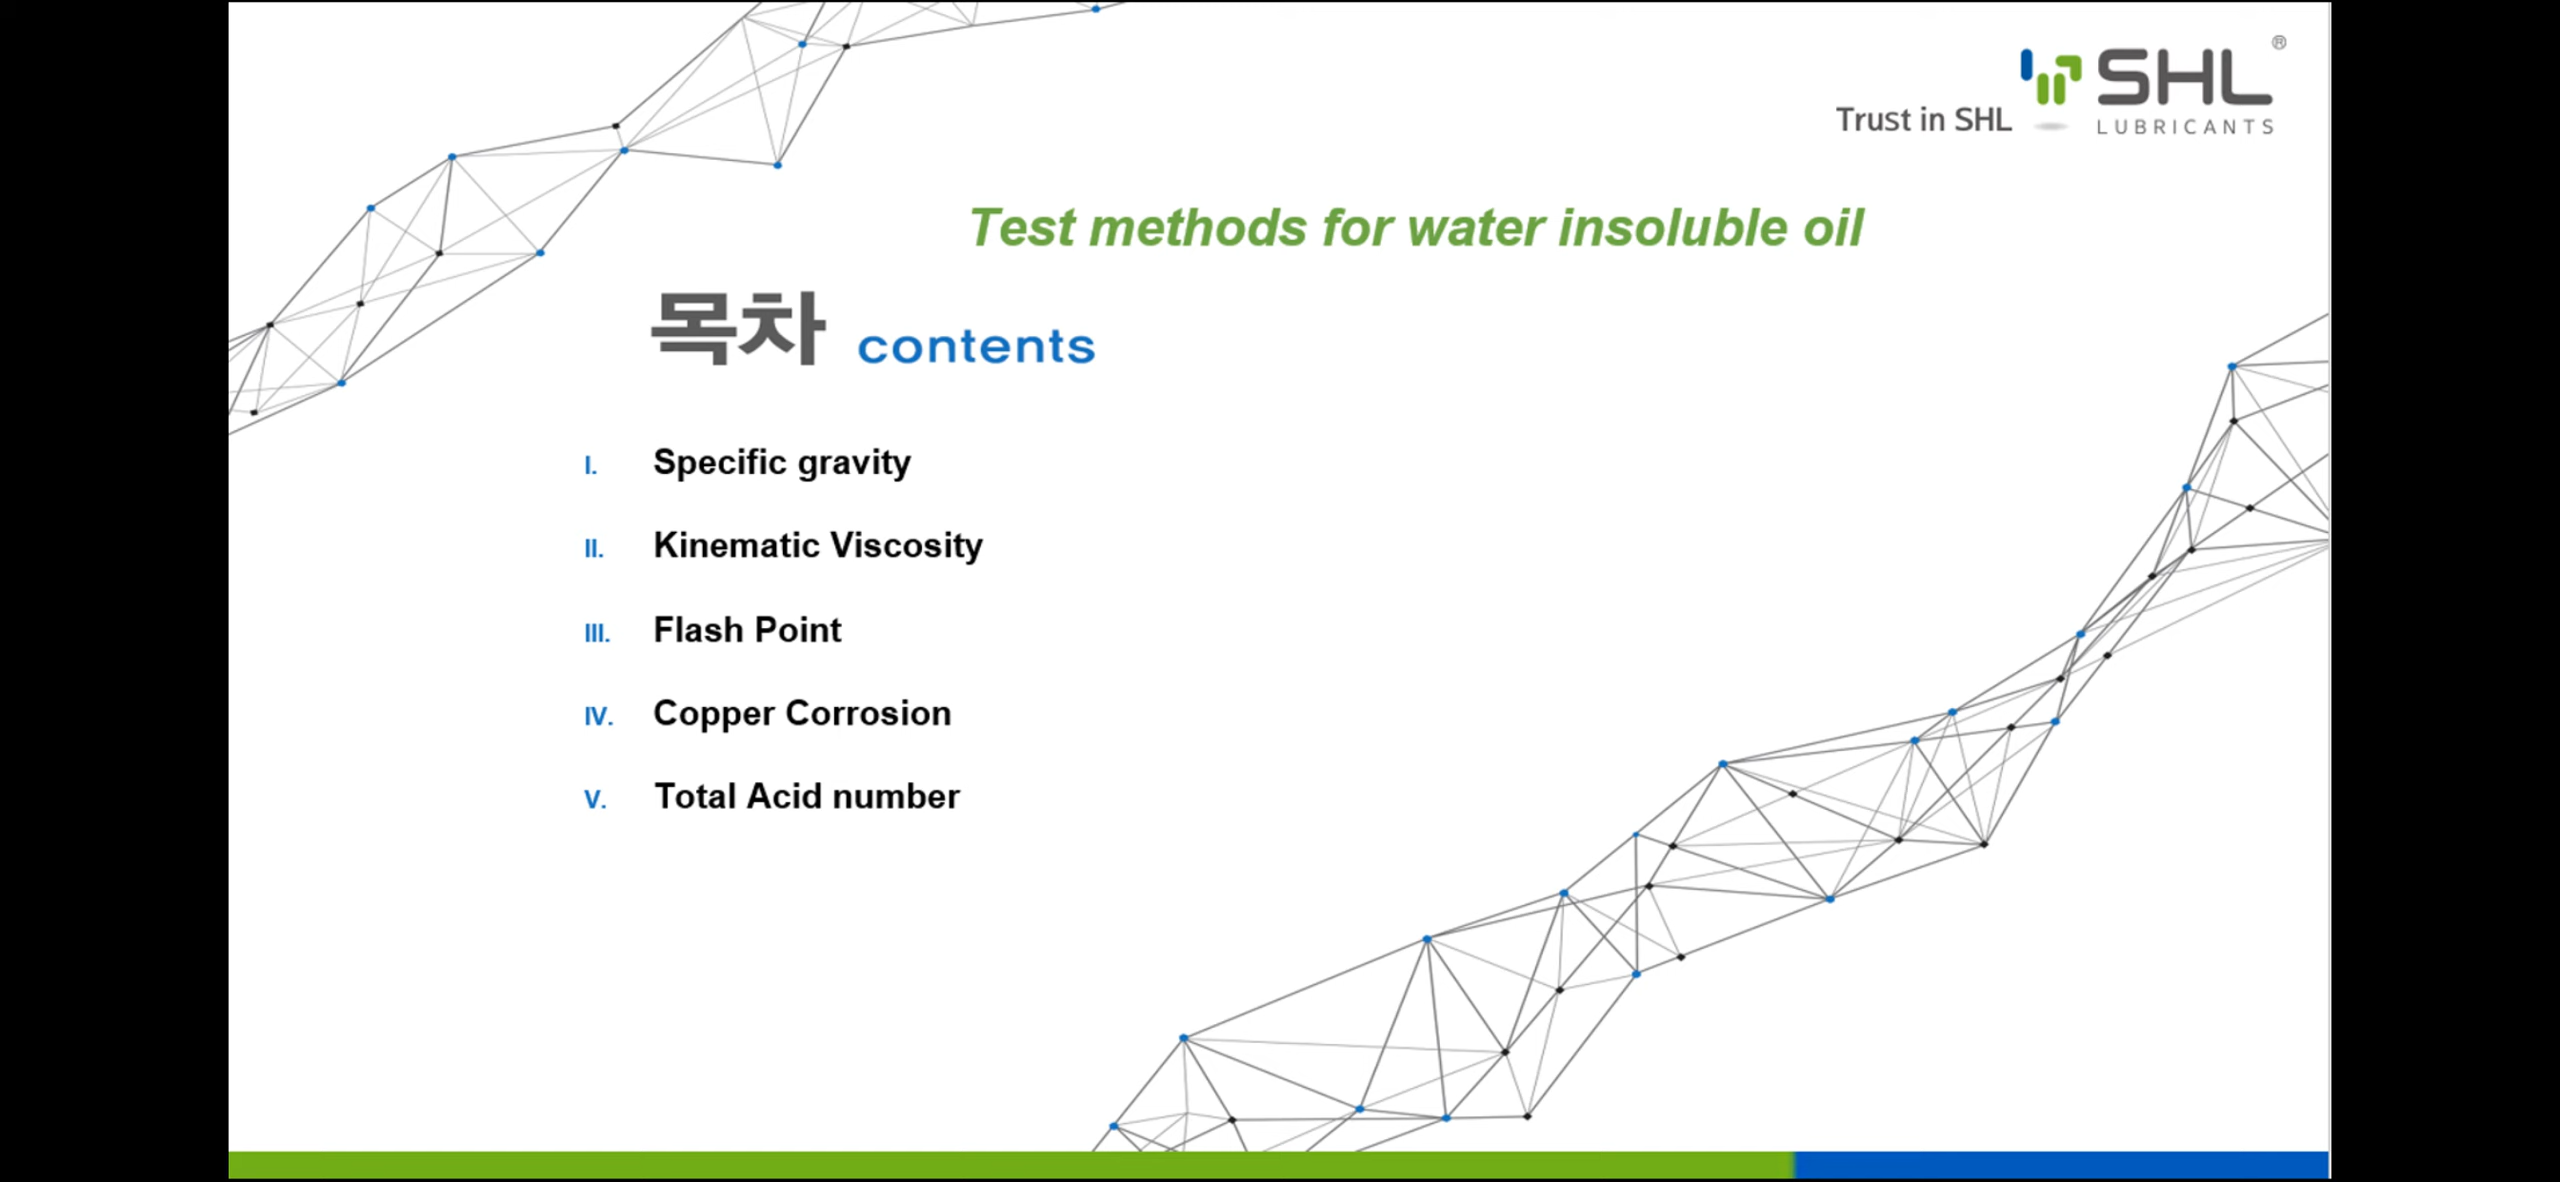 Trust in SHL
SHL®
LUBRICANTS
Test methods for water insoluble oil
목차 contents
I. Specific gravity
II. Kinematic Viscosity
III. Flash Point
IV. Copper Corrosion
V. Total Acid number